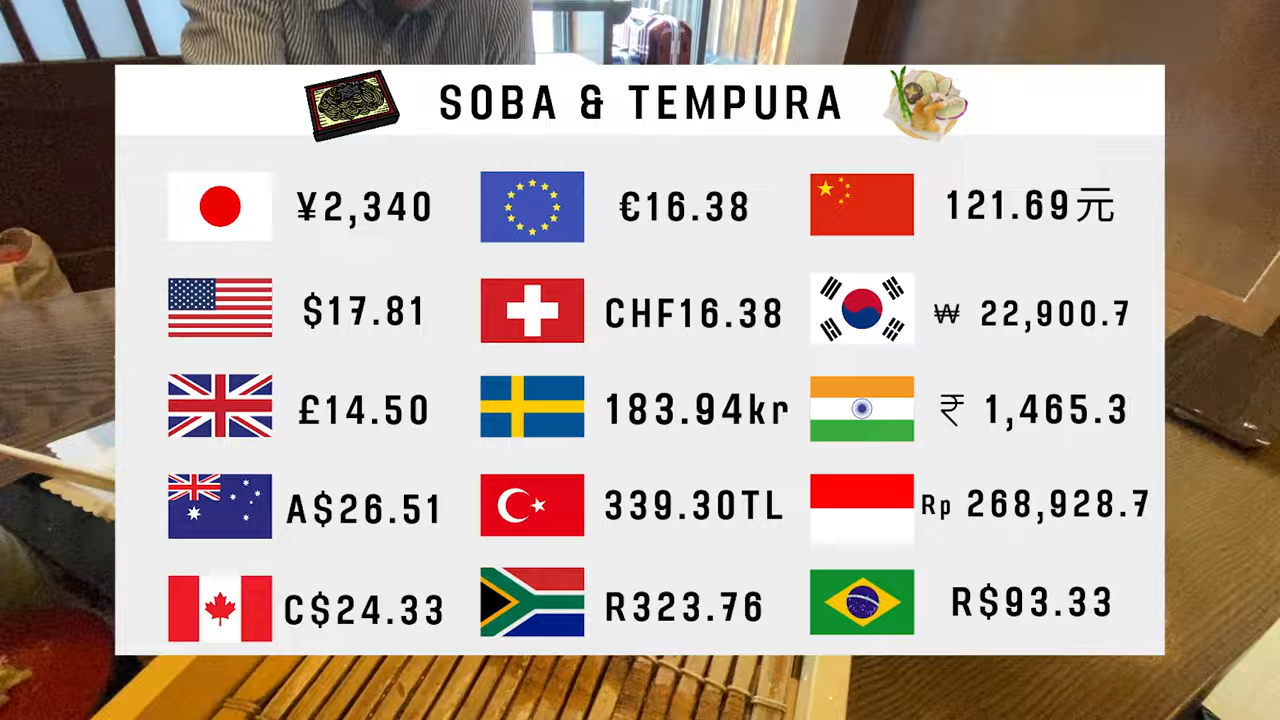 SOBA & TEMPURA
¥2,340 €16.38 121.69元
$17.81 CHF16.38 ₩ 22,900.7
£14.50 183.94kr ₹ 1,465.3
A$26.51 339.30TL Rp 268,928.7
C$24.33 R323.76 R$93.33